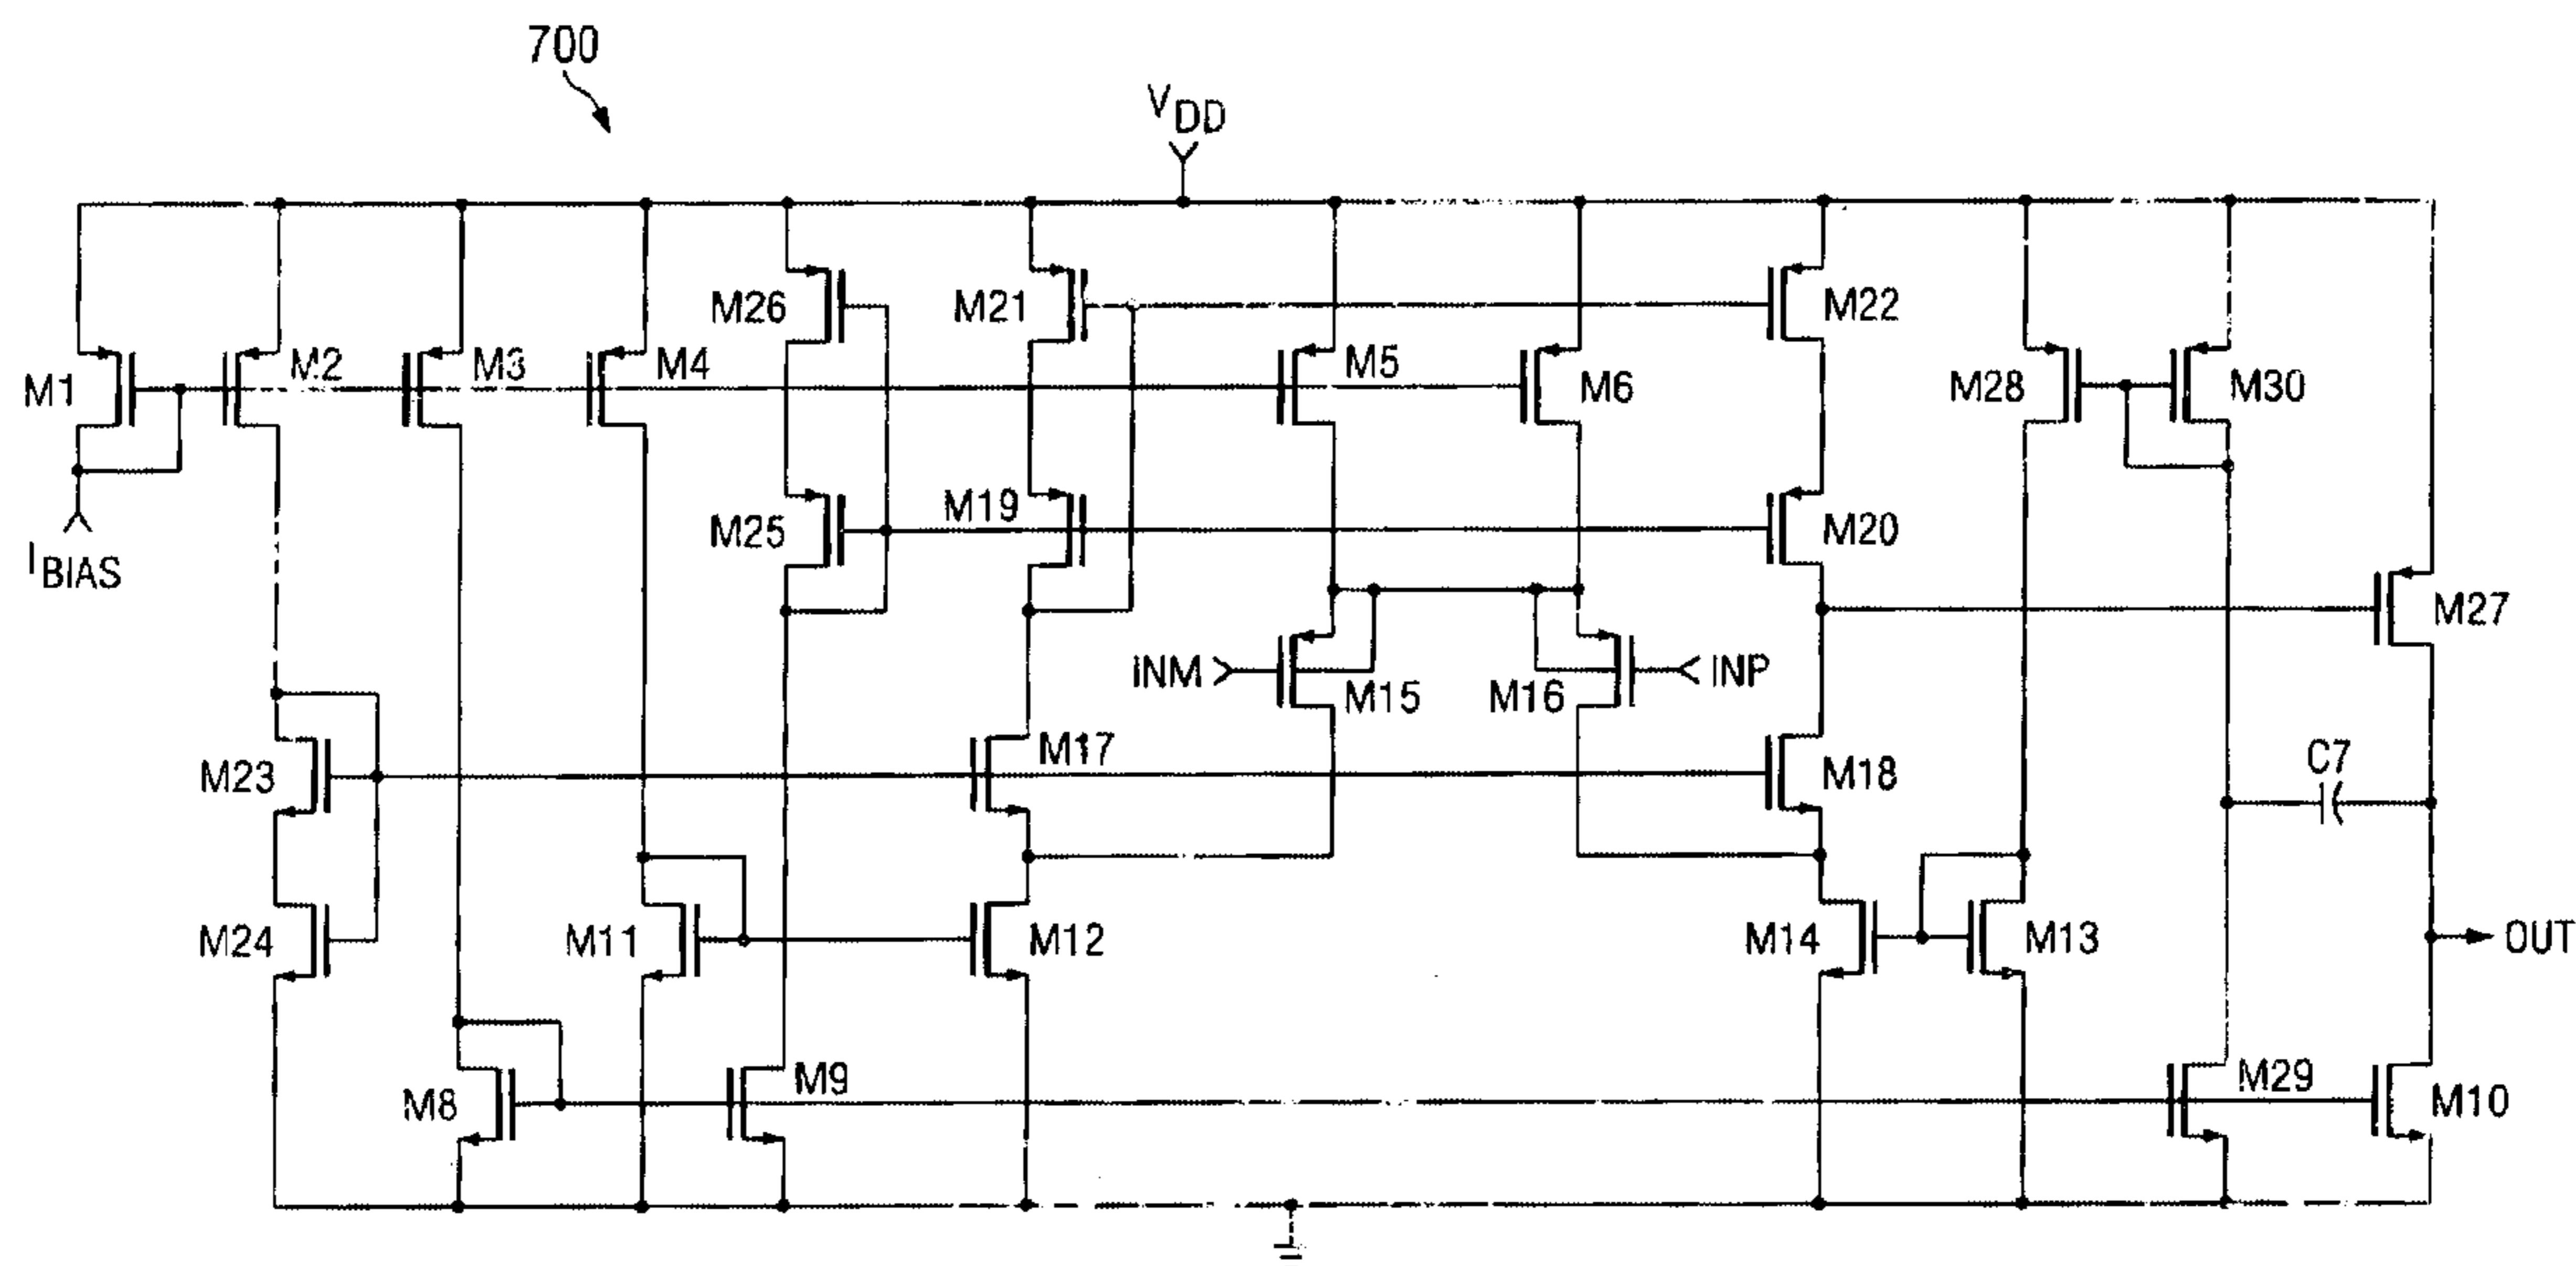 700
VDD
M26 M21 M22
M1 M2 M3 M4 M5 M6 M28 M30
M25 M19 M20
IBIAS
M27
INM M15 M16 INP
M23 M17 M18 C7
M24 M11 M12 M14 M13 OUT
M8 M9 M29 M10